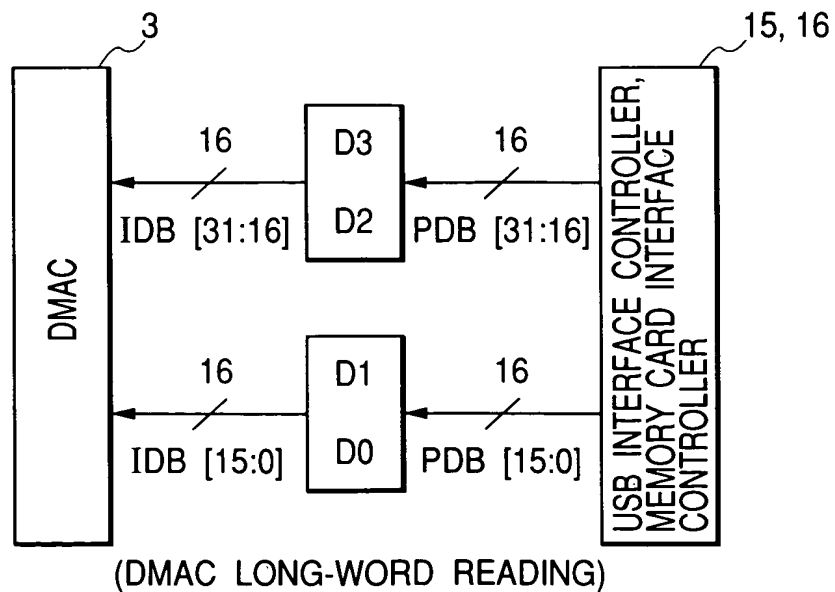 3
15, 16
16
D3
16
D2
IDB [31:16]
PDB [31:16]
DMAC
USB INTERFACE CONTROLLER,
MEMORY CARD INTERFACE
CONTROLLER
16
D1
16
D0
IDB [15:0]
PDB [15:0]
(DMAC LONG-WORD READING)